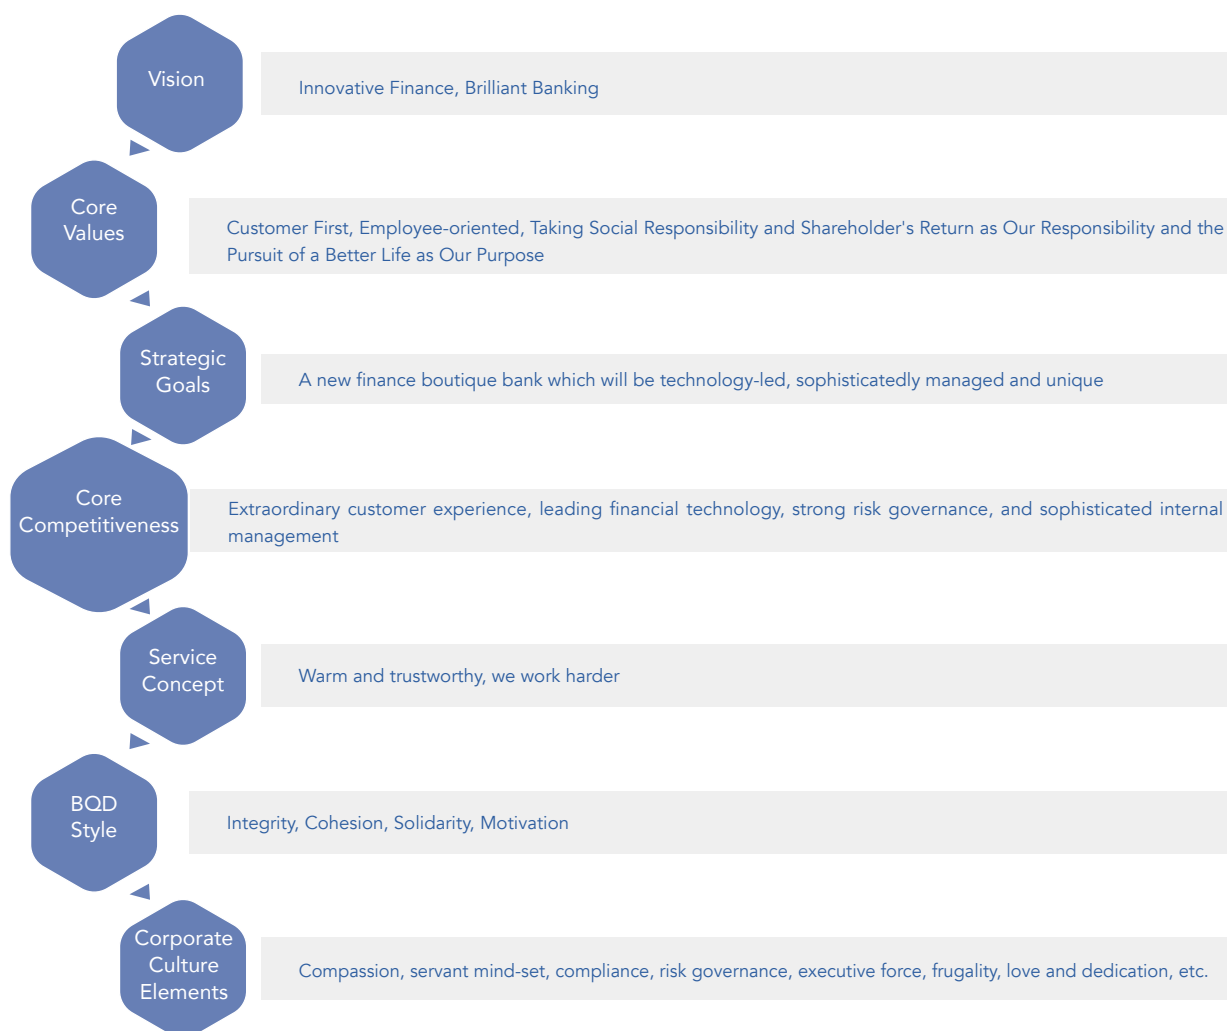 Vision
Innovative Finance, Brilliant Banking
Core
Values
Customer First, Employee-oriented, Taking Social Responsibility and Shareholder's Return as Our Responsibility and the
Pursuit of a Better Life as Our Purpose
Strategic
Goals
A new finance boutique bank which will be technology-led, sophisticatedly managed and unique
Core
Competitiveness
Extraordinary customer experience, leading financial technology, strong risk governance, and sophisticated internal
management
Service
Concept
Warm and trustworthy, we work harder
BQD
Style
Integrity, Cohesion, Solidarity, Motivation
Corporate
Culture
Elements
Compassion, servant mind-set, compliance, risk governance, executive force, frugality, love and dedication, etc.